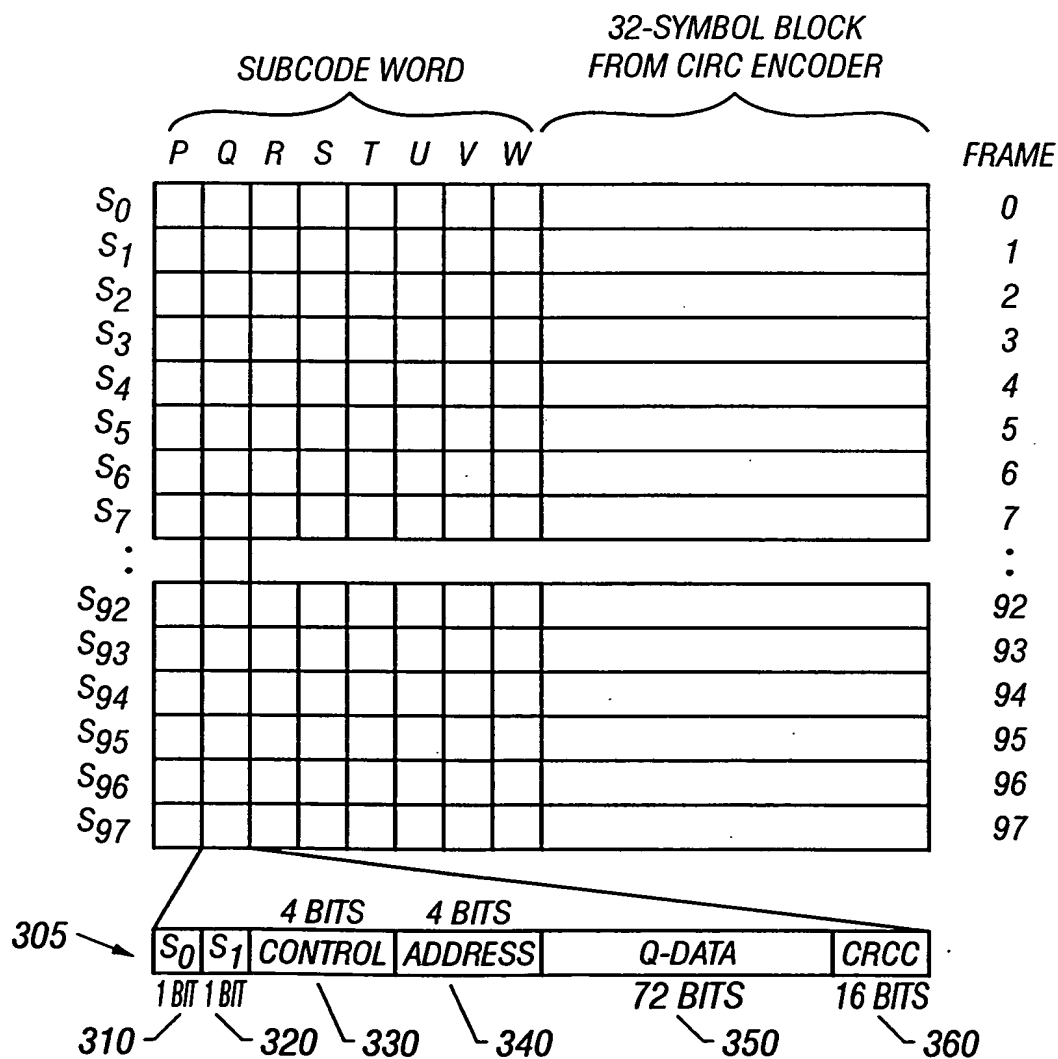 32-SYMBOL BLOCK
SUBCODE WORD FROM CIRC ENCODER
P Q R S T U V W FRAME
S0 0
S1 1
S2 2
S3 3
S4 4
S5 5
S6 6
S7 7
: :
S92 92
S93 93
S94 94
S95 95
S96 96
S97 97
4 BITS 4 BITS
305 S0 S1 CONTROL ADDRESS Q-DATA CRCC
1 BIT 1 BIT 72 BITS 16 BITS
310 320 330 340 350 360